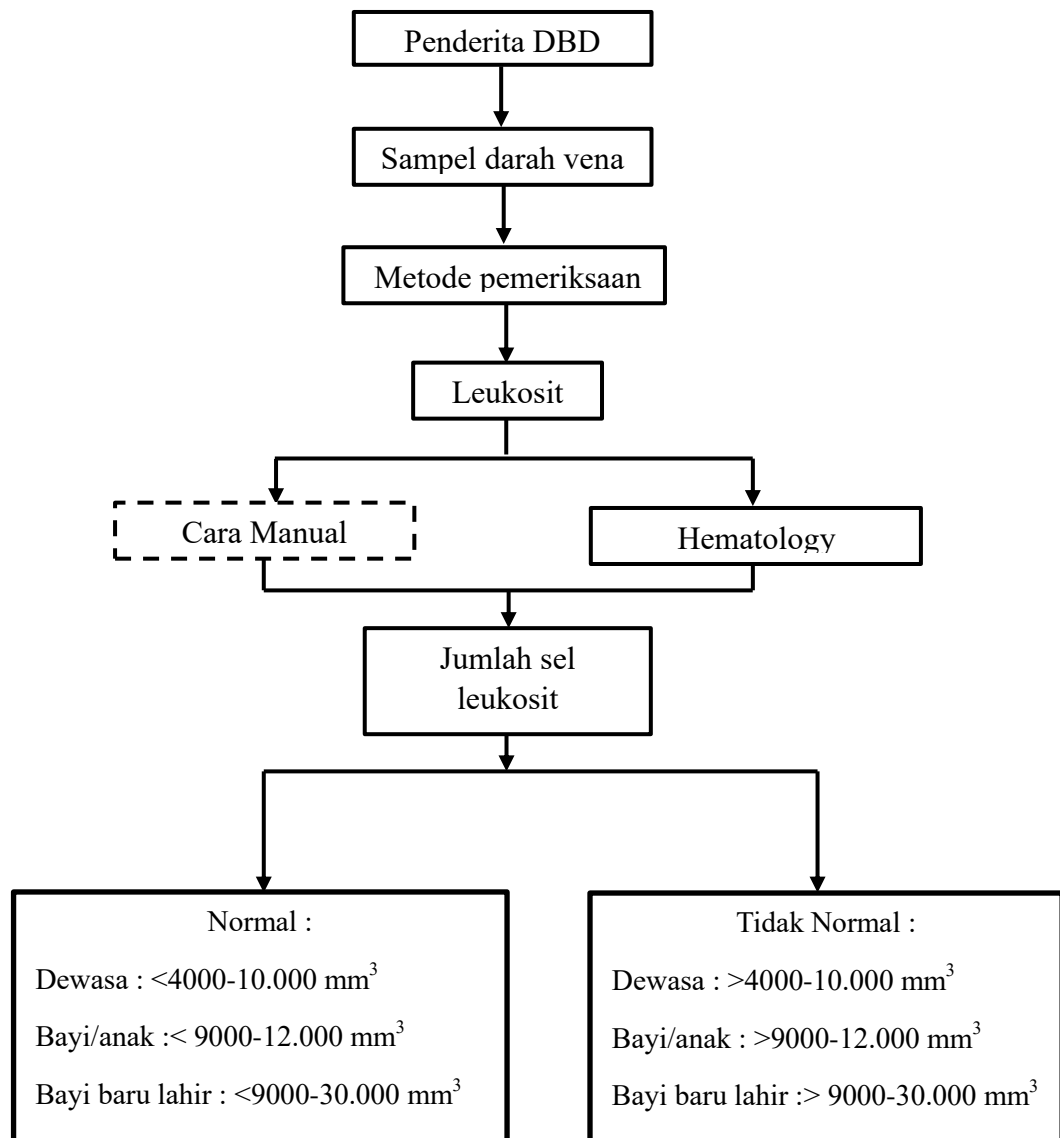 Penderita DBD
Sampel darah vena
Metode pemeriksaan
Leukosit
Cara Manual
Hematology
Jumlah sel
leukosit
Normal :
Dewasa : <4000-10.000 mm³
Bayi/anak :< 9000-12.000 mm³
Bayi baru lahir : <9000-30.000 mm³
Tidak Normal :
Dewasa : >4000-10.000 mm³
Bayi/anak : >9000-12.000 mm³
Bayi baru lahir :> 9000-30.000 mm³